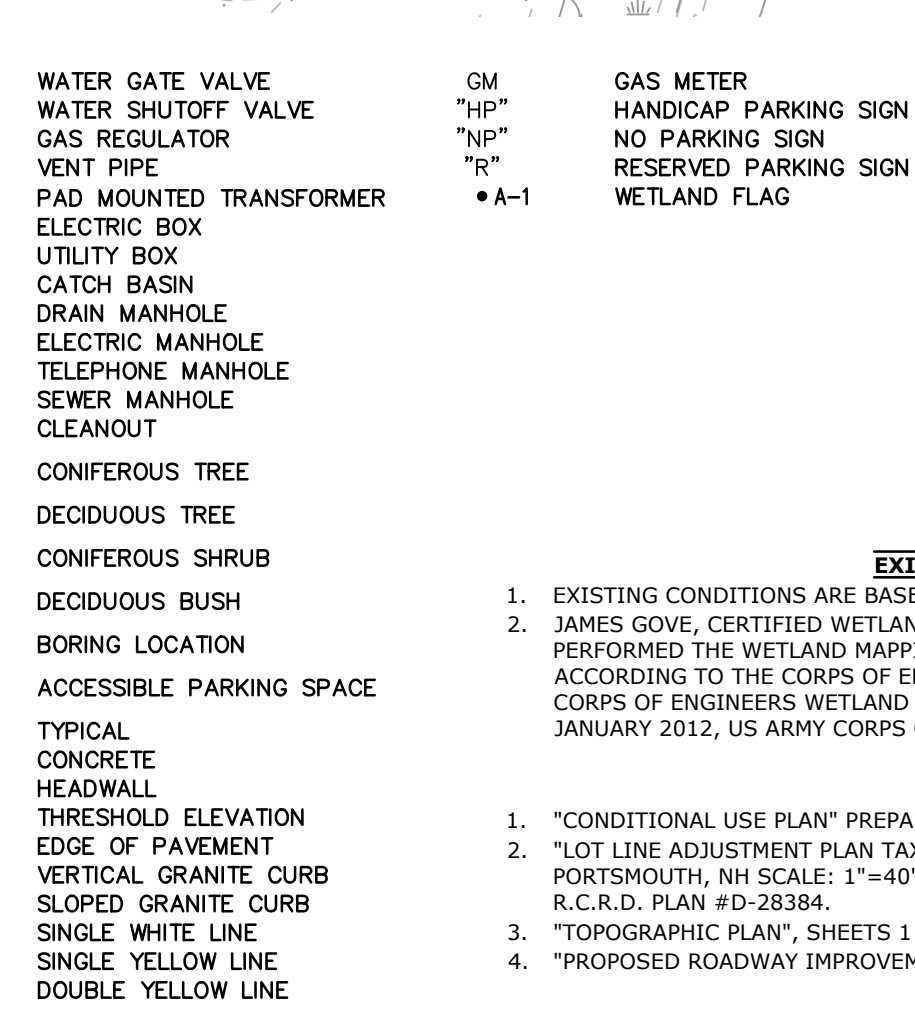 WATER GATE VALVE
WATER SHUTOFF VALVE
GAS REGULATOR
VENT PIPE
PAD MOUNTED TRANSFORMER
ELECTRIC BOX
UTILITY BOX
CATCH BASIN
DRAIN MANHOLE
ELECTRIC MANHOLE
TELEPHONE MANHOLE
SEWER MANHOLE
CLEANOUT
CONIFEROUS TREE
DECIDUOUS TREE
CONIFEROUS SHRUB
DECIDUOUS BUSH
BORING LOCATION
ACCESSIBLE PARKING SPACE
TYPICAL
CONCRETE
HEADWALL
THRESHOLD ELEVATION
EDGE OF PAVEMENT
VERTICAL GRANITE CURB
SLOPED GRANITE CURB
SINGLE WHITE LINE
SINGLE YELLOW LINE
DOUBLE YELLOW LINE
GM GAS METER
"HP" HANDICAP PARKING SIGN
"NP" NO PARKING SIGN
"R" RESERVED PARKING SIGN
A-1 WETLAND FLAG
EXI
1. EXISTING CONDITIONS ARE BASE
2. JAMES GOVE, CERTIFIED WETLAN
PERFORMED THE WETLAND MAPPI
ACCORDING TO THE CORPS OF E
CORPS OF ENGINEERS WETLAND
JANUARY 2012, US ARMY CORPS
1. "CONDITIONAL USE PLAN" PREPA
2. "LOT LINE ADJUSTMENT PLAN TAX
PORTSMOUTH, NH SCALE: 1"=40'
R.C.R.D. PLAN #D-28384.
3. "TOPOGRAPHIC PLAN", SHEETS 1
4. "PROPOSED ROADWAY IMPROVEM